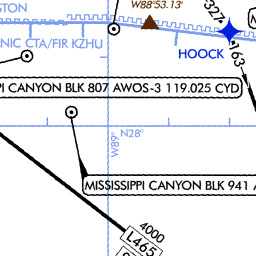 STON
W88°53.13'
NIC CTA/FIR KZHU
HOOCK
327
163
PI CANYON BLK 807 AWOS-3 119.025 CYD
N28°
W89°
MISSISSIPPI CANYON BLK 941 A
4000
L465